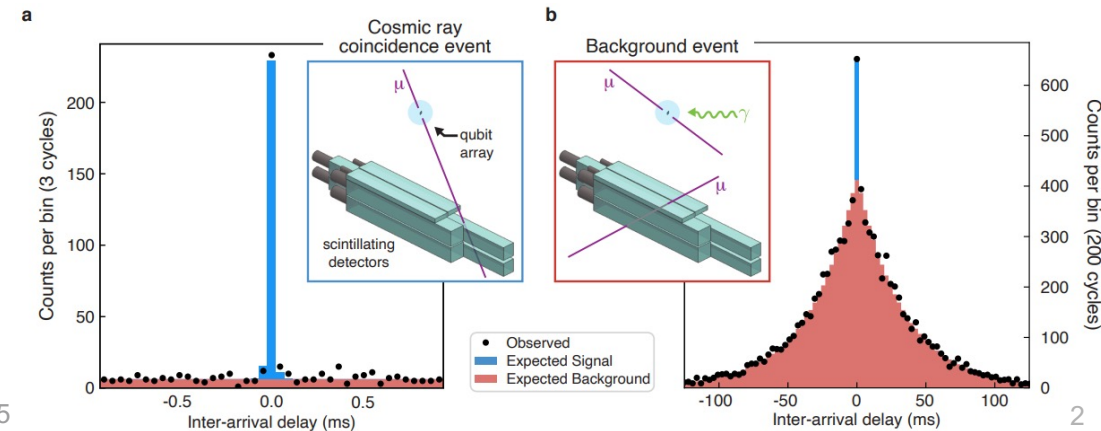 a
Cosmic ray
coincidence event
μ
qubit
array
scintillating
detectors
Counts per bin (3 cycles)
200
150
100
50
0
-0.5
0.0
0.5
Inter-arrival delay (ms)
b
Background event
μ
γ
μ
Counts per bin (200 cycles)
600
500
400
300
200
100
0
-100
-50
0
50
100
Inter-arrival delay (ms)
Observed
Expected Signal
Expected Background
5
2